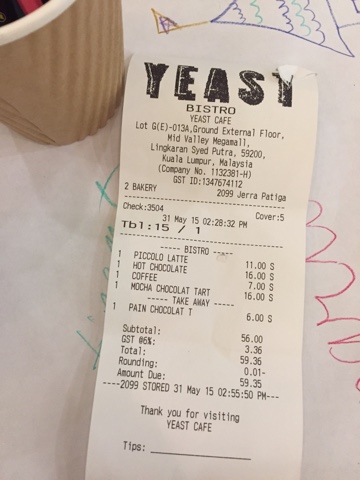 YEAST
BISTRO
YEAST CAFE
Lot G(E)-013A,Ground External Floor,
Mid Valley Megamall,
Lingkaran Syed Putra, 59200,
Kuala Lumpur, Malaysia
(Company No. 1132381-H)
GST ID:1347674112
2 BAKERY 2099 Jerra Patiga
Check:3504 Cover:5
31 May 15 02:28:32 PM
Tbl:15 / 1
----- BISTRO -----
1 PICCOLO LATTE 11.00 S
1 HOT CHOCOLATE 16.00 S
1 COFFEE 7.00 S
1 MOCHA CHOCOLAT TART 16.00 S
----- TAKE AWAY -----
1 PAIN CHOCOLAT T 6.00 S
Subtotal: 56.00
GST @6%: 3.36
Total: 59.36
Rounding: 0.01-
Amount Due: 59.35
----2099 STORED 31 May 15 02:55:50 PM---
Thank you for visiting
YEAST CAFE
Tips: